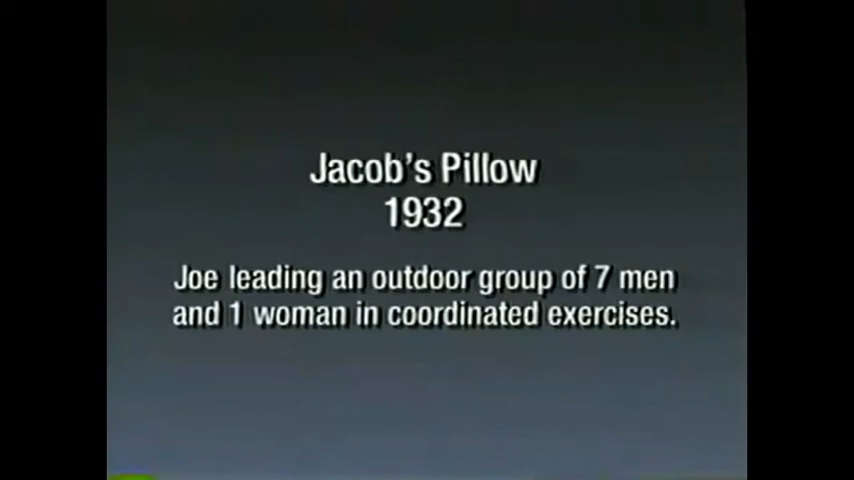 Jacob's Pillow
1932
Joe leading an outdoor group of 7 men
and 1 woman in coordinated exercises.